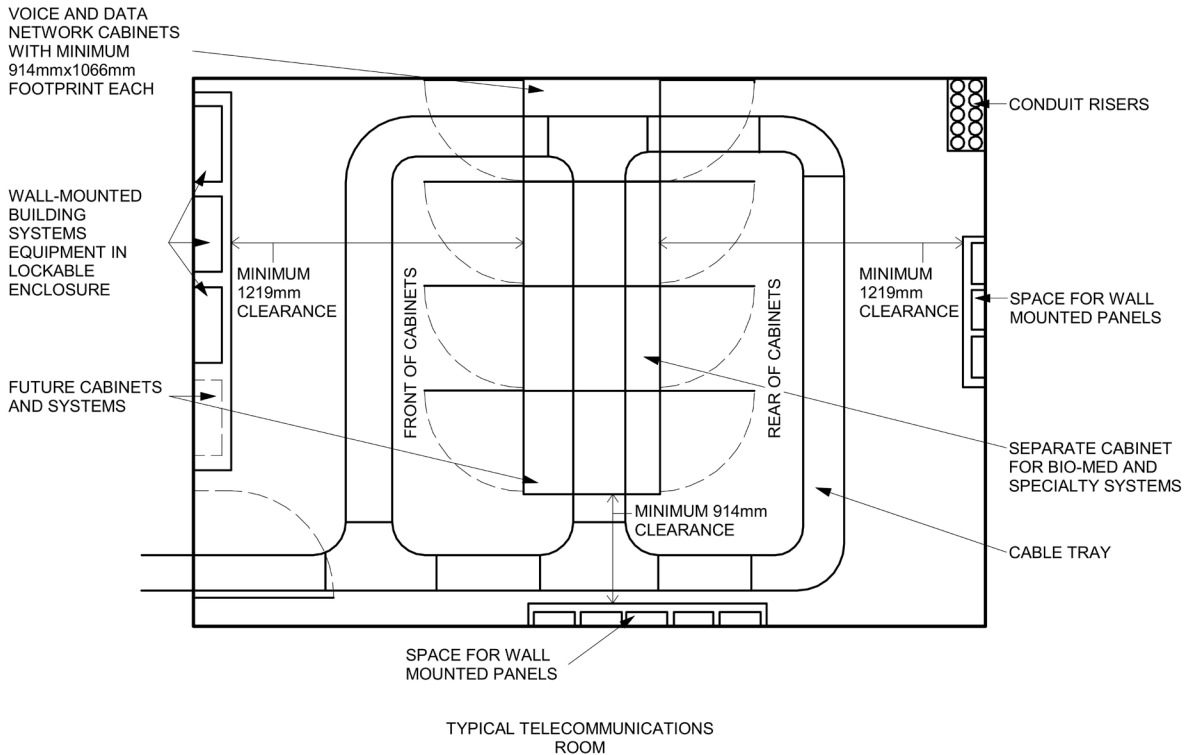 VOICE AND DATA
NETWORK CABINETS
WITH MINIMUM
914mmx1066mm
FOOTPRINT EACH
CONDUIT RISERS
WALL-MOUNTED
BUILDING
SYSTEMS
EQUIPMENT IN
LOCKABLE
ENCLOSURE
MINIMUM
1219mm
CLEARANCE
FRONT OF CABINETS
REAR OF CABINETS
MINIMUM
1219mm
CLEARANCE
SPACE FOR WALL
MOUNTED PANELS
FUTURE CABINETS
AND SYSTEMS
SEPARATE CABINET
FOR BIO-MED AND
SPECIALTY SYSTEMS
MINIMUM 914mm
CLEARANCE
CABLE TRAY
SPACE FOR WALL
MOUNTED PANELS
TYPICAL TELECOMMUNICATIONS
ROOM